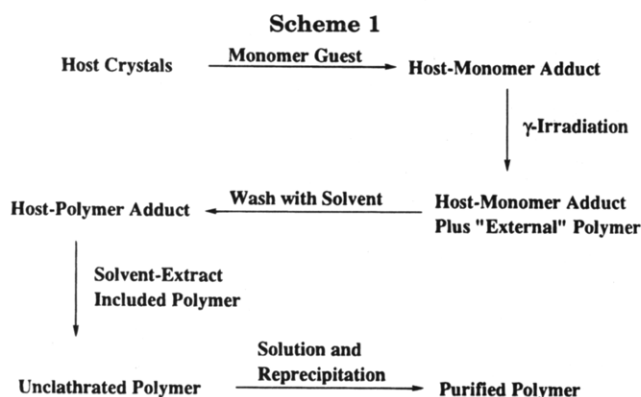 Scheme 1
Host Crystals
Monomer Guest
Host-Monomer Adduct
γ-Irradiation
Host-Monomer Adduct
Plus "External" Polymer
Wash with Solvent
Host-Polymer Adduct
Solvent-Extract
Included Polymer
Unclathrated Polymer
Solution and
Reprecipitation
Purified Polymer